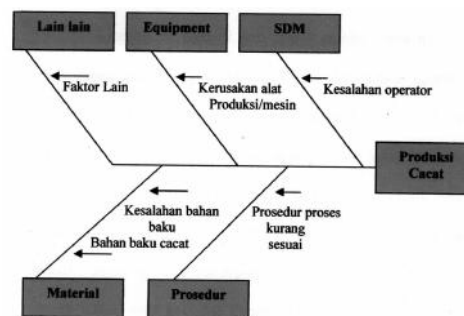 Lain lain
Equipment
SDM
Faktor Lain
Kerusakan alat
Produksi/mesin
Kesalahan operator
Produksi
Cacat
Kesalahan bahan
baku
Bahan baku cacat
Prosedur proses
kurang
sesuai
Material
Prosedur